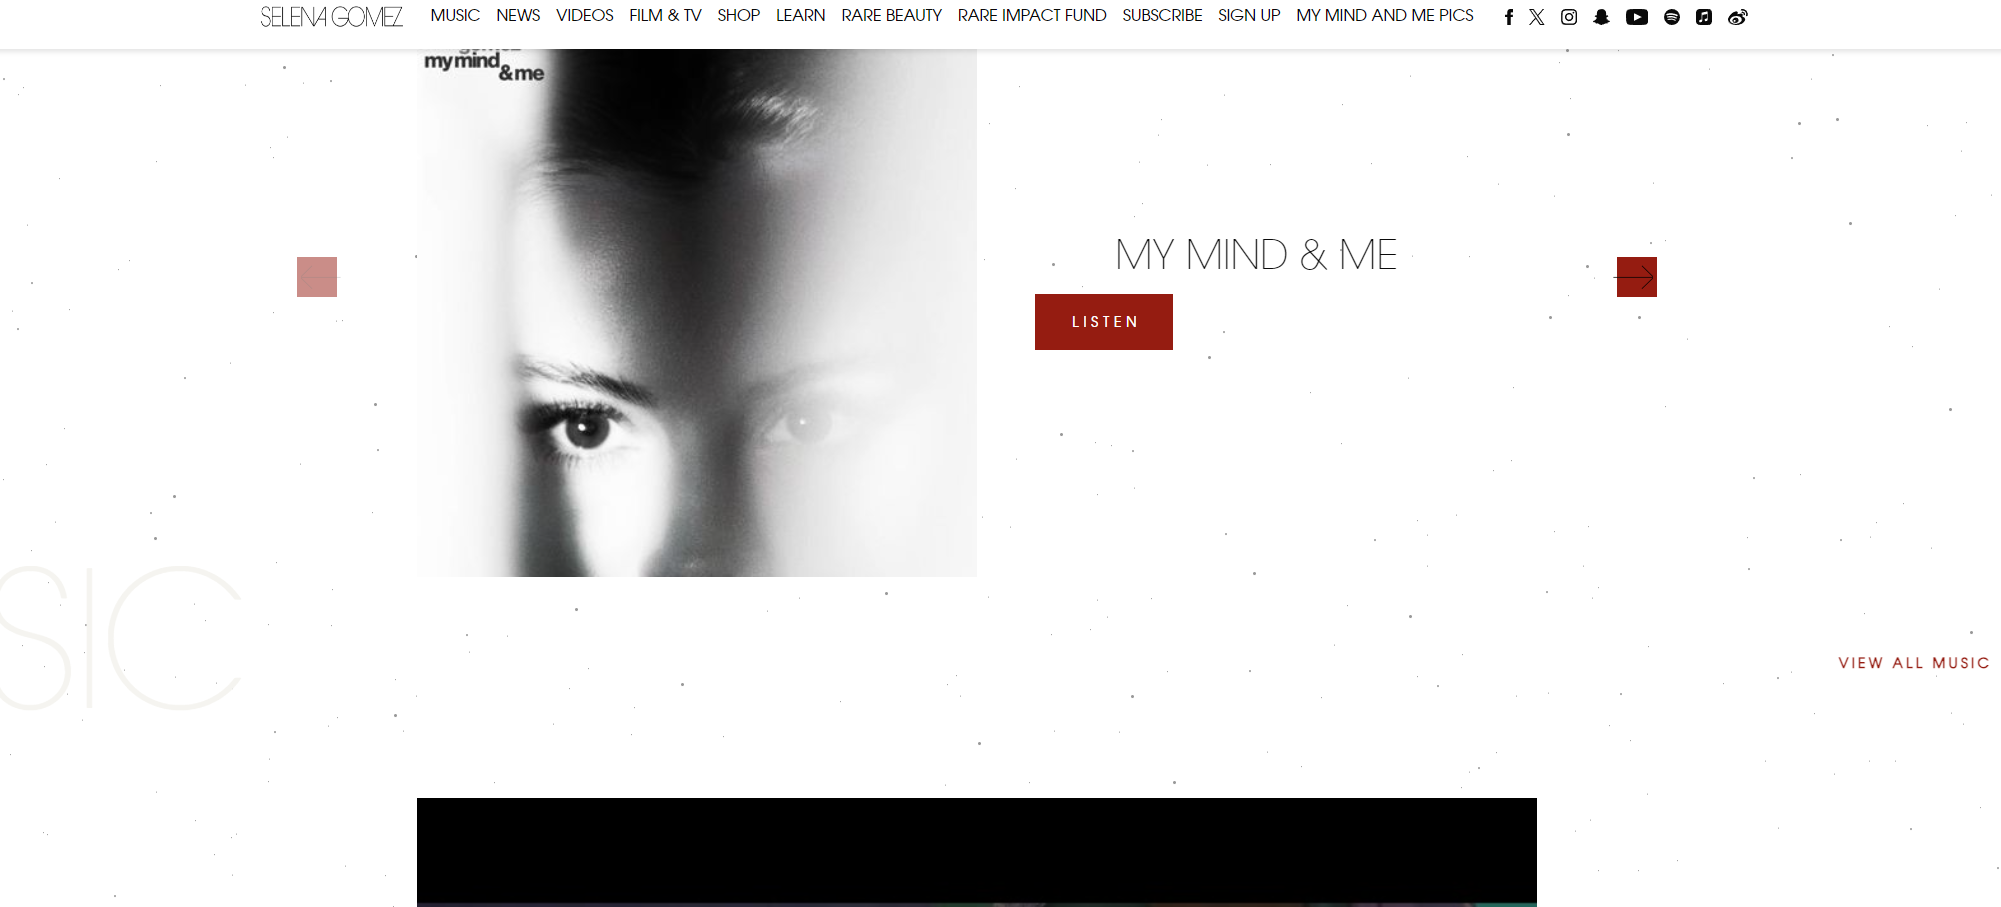 SELENA GOMEZ
MUSIC NEWS VIDEOS FILM & TV SHOP LEARN RARE BEAUTY RARE IMPACT FUND SUBSCRIBE SIGN UP MY MIND AND ME PICS
my mind
& me
MY MIND & ME
LISTEN
SIC
VIEW ALL MUSIC